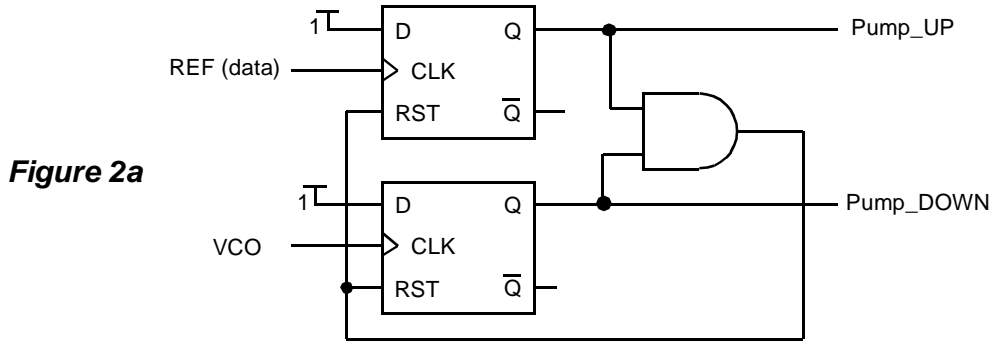 1
D
Q
Pump_UP
REF (data)
CLK
RST
Q
Figure 2a
1
D
Q
Pump_DOWN
VCO
CLK
RST
Q